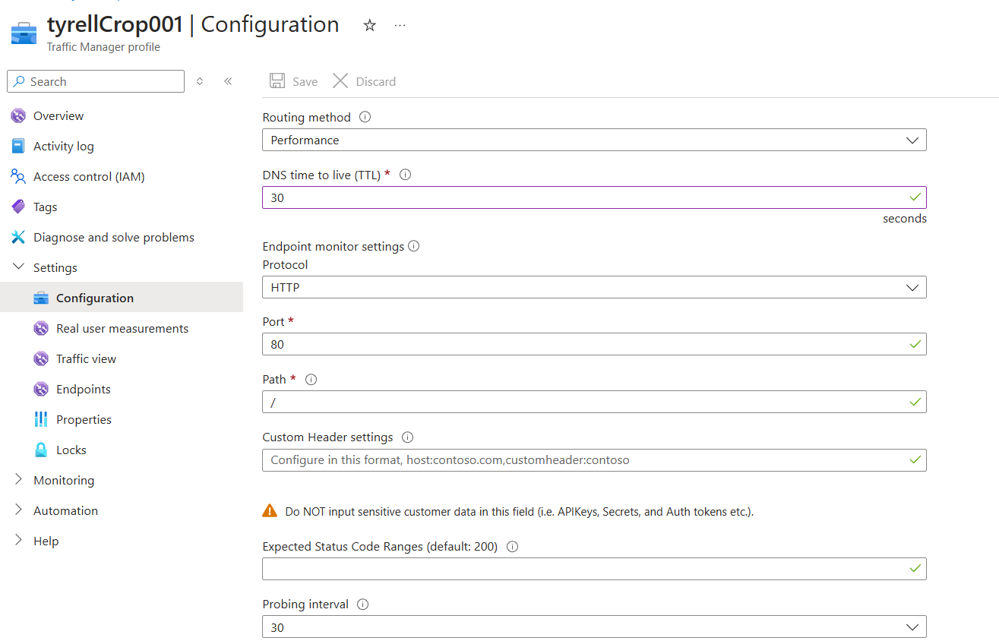 tyrellCrop001 | Configuration
Traffic Manager profile
Search
Save
Discard
Overview
Activity log
Access control (IAM)
Tags
Diagnose and solve problems
Settings
Configuration
Real user measurements
Traffic view
Endpoints
Properties
Locks
Monitoring
Automation
Help
Routing method
Performance
DNS time to live (TTL) *
30
seconds
Endpoint monitor settings
Protocol
HTTP
Port *
80
Path *
/
Custom Header settings
Configure in this format, host:contoso.com,customheader:contoso
Do NOT input sensitive customer data in this field (i.e. APIKeys, Secrets, and Auth tokens etc.).
Expected Status Code Ranges (default: 200)
Probing interval
30